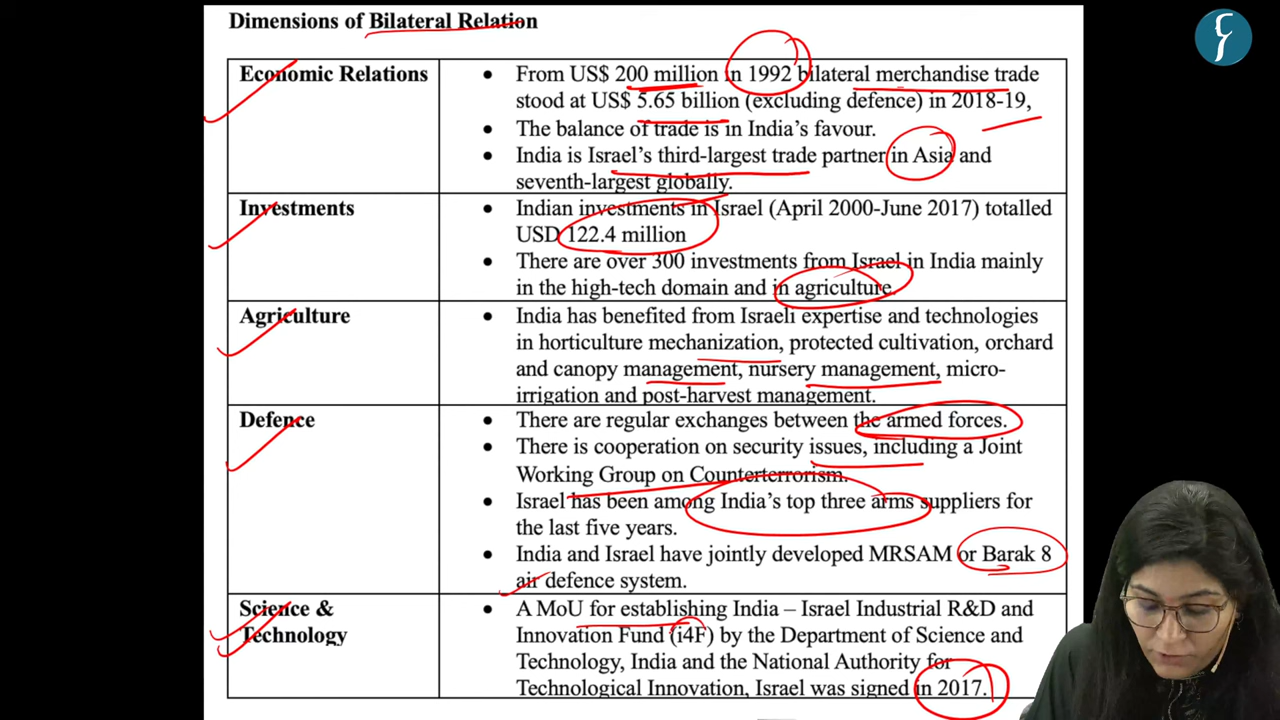 Dimensions of Bilateral Relation
Economic Relations
• From US$ 200 million in 1992 bilateral merchandise trade
stood at US$ 5.65 billion (excluding defence) in 2018-19,
• The balance of trade is in India's favour.
• India is Israel's third-largest trade partner in Asia and
seventh-largest globally.
Investments
• Indian investments in Israel (April 2000-June 2017) totalled
USD 122.4 million
• There are over 300 investments from Israel in India mainly
in the high-tech domain and in agriculture.
Agriculture
• India has benefited from Israeli expertise and technologies
in horticulture mechanization, protected cultivation, orchard
and canopy management, nursery management, micro-
irrigation and post-harvest management.
Defence
• There are regular exchanges between the armed forces.
• There is cooperation on security issues, including a Joint
Working Group on Counterterrorism.
• Israel has been among India's top three arms suppliers for
the last five years.
• India and Israel have jointly developed MRSAM or Barak 8
air defence system.
Science &
Technology
• A MoU for establishing India – Israel Industrial R&D and
Innovation Fund (i4F) by the Department of Science and
Technology, India and the National Authority for
Technological Innovation, Israel was signed in 2017.